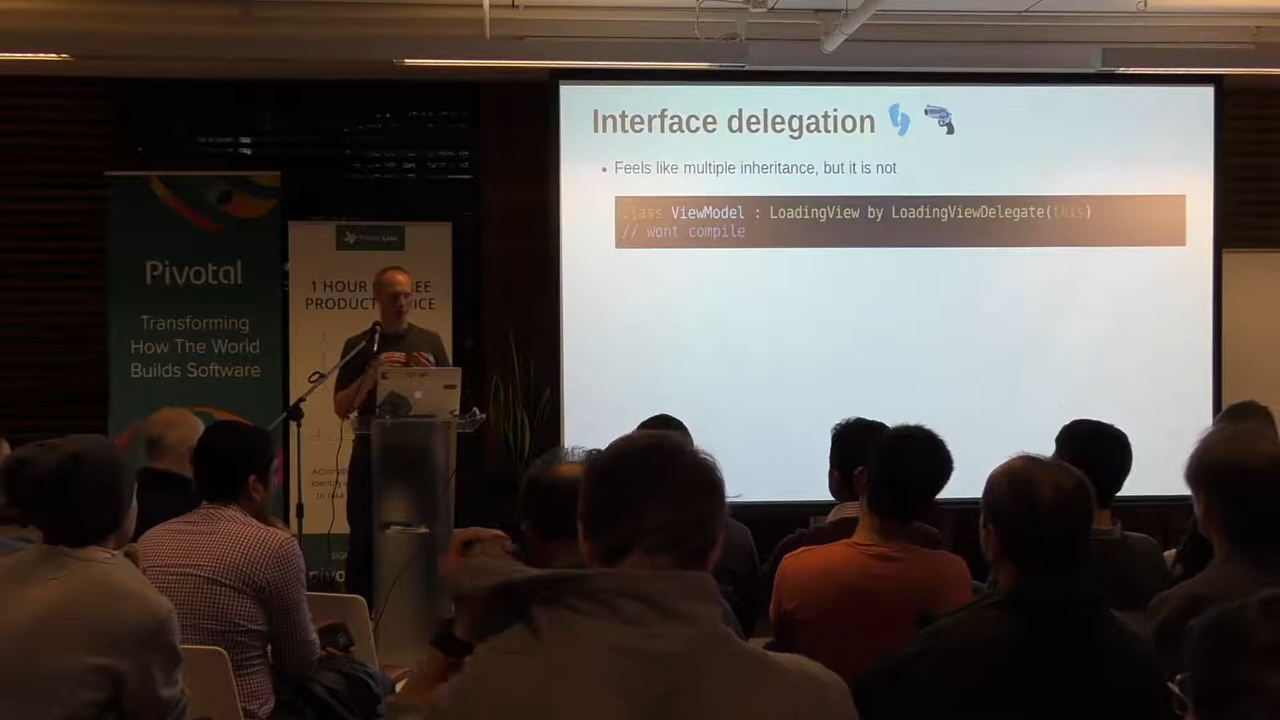 Interface delegation
• Feels like multiple inheritance, but it is not
class ViewModel : LoadingView by LoadingViewDelegate(this)
// wont compile
Pivotal
Transforming
How The World
Builds Software
1 HOUR
PRODUCT